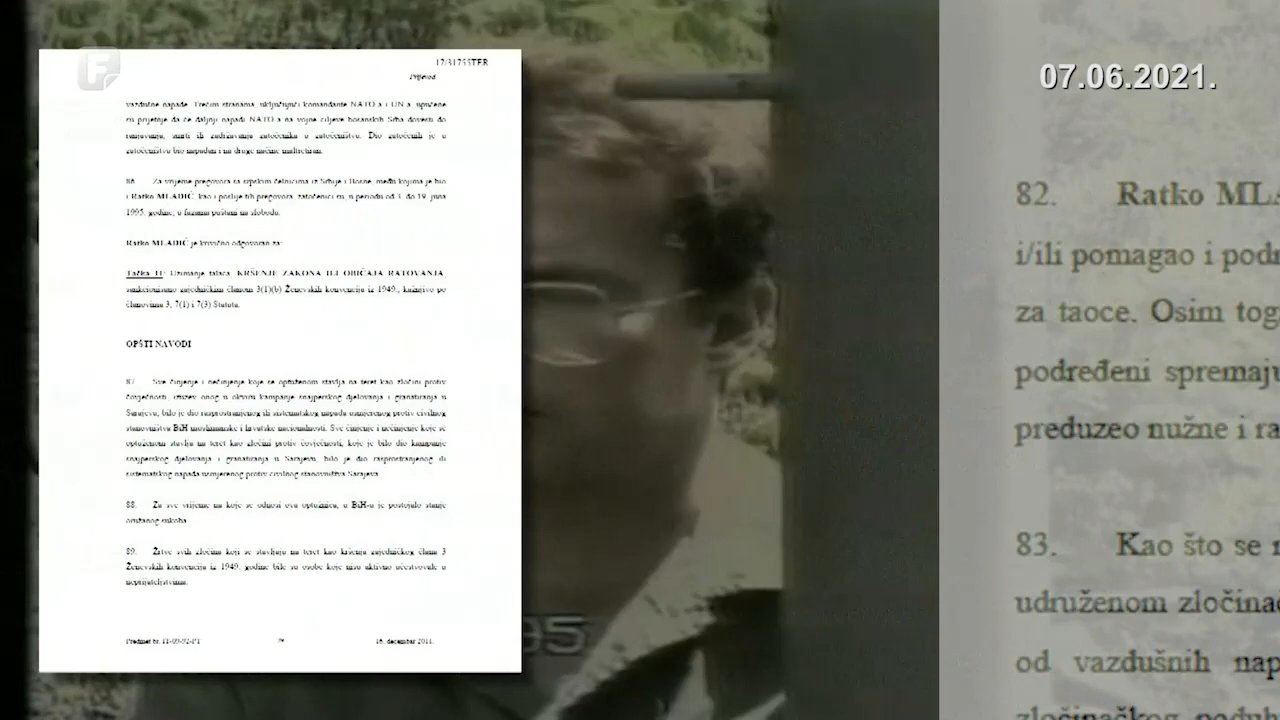 17/31755TER
Prijevod
vazdušne napade. Trećim stranama, uključujući komandante NATO-a i UN-a, upućene
su prijetnje da će daljnji napadi NATO-a na vojne ciljeve bosanskih Srba dovesti do
ranjavanja, smrti ili zadržavanja zatočenika u zatočeništvu. Dio zatočenih je u
zatočeništvu bio napadan i na druge načine maltretiran.
86. Za vrijeme pregovora sa srpskim čelnicima iz Srbije i Bosne, među kojima je bio
i Ratko MLADIĆ, kao i poslije tih pregovora, zatočenici su, u periodu od 3. do 19. juna
1995. godine, u fazama pušteni na slobodu.
Ratko MLADIĆ je krivično odgovoran za:
Tačka 11: Uzimanje talaca, KRŠENJE ZAKONA ILI OBIČAJA RATOVANJA,
sankcionisano zajedničkim članom 3(1)(b) Ženevskih konvencija iz 1949., kažnjivo po
članovima 3, 7(1) i 7(3) Statuta.
OPŠTI NAVODI
87. Sve činjenje i nečinjenje koje se optuženom stavlja na teret kao zločini protiv
čovječnosti, izuzev onog u okviru kampanje snajperskog djelovanja i granatiranja u
Sarajevu, bilo je dio rasprostranjenog ili sistematskog napada usmjerenog protiv civilnog
stanovništva BiH muslimanske i hrvatske nacionalnosti. Sve činjenje i nečinjenje koje se
optuženom stavlja na teret kao zločini protiv čovječnosti, koje je bilo dio kampanje
snajperskog djelovanja i granatiranja u Sarajevu, bilo je dio rasprostranjenog ili
sistematskog napada usmjerenog protiv civilnog stanovništva Sarajeva.
88. Za sve vrijeme na koje se odnosi ova optužnica, u BiH-u je postojalo stanje
oružanog sukoba.
89. Žrtve svih zločina koji se stavljaju na teret kao kršenja zajedničkog člana 3
Ženevskih konvencija iz 1949. godine bile su osobe koje nisu aktivno učestvovale u
neprijateljstvima.
Predmet br. IT-09-92-PT
16. decembar 2011.
95
07.06.2021.
82. Ratko MLA
i/ili pomagao i podr
za taoce. Osim tog
podređeni spremaju
preduzeo nužne i ra
83. Kao što se n
udruženom zločinač
od vazdušnih nap
zločinačkog poduh